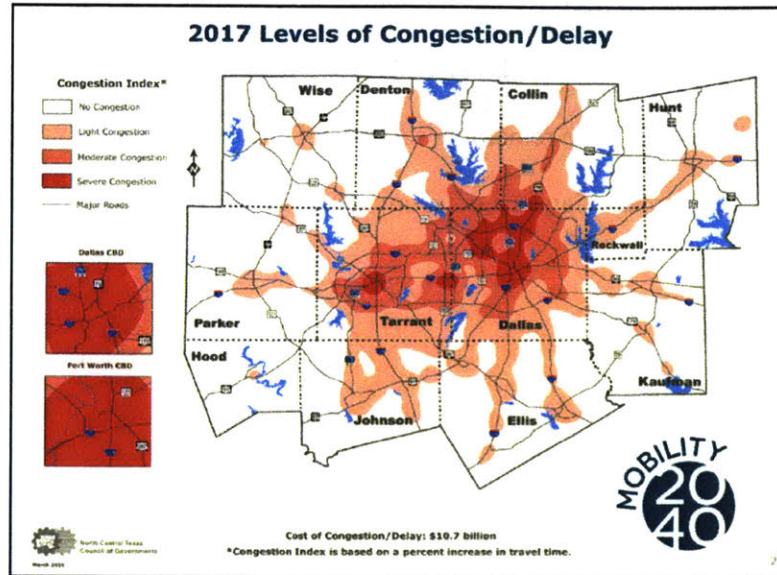 2017 Levels of Congestion/Delay
Congestion Index*
No Congestion
Light Congestion
Moderate Congestion
Severe Congestion
Major Roads
N
Dallas CBD
Fort Worth CBD
Wise
Denton
Collin
Hunt
Rockwall
Parker
Tarrant
Dallas
Hood
Johnson
Ellis
Kaufman
MOBILITY
20
40
North Central Texas
Council of Governments
Cost of Congestion/Delay: $10.7 billion
*Congestion Index is based on a percent increase in travel time.